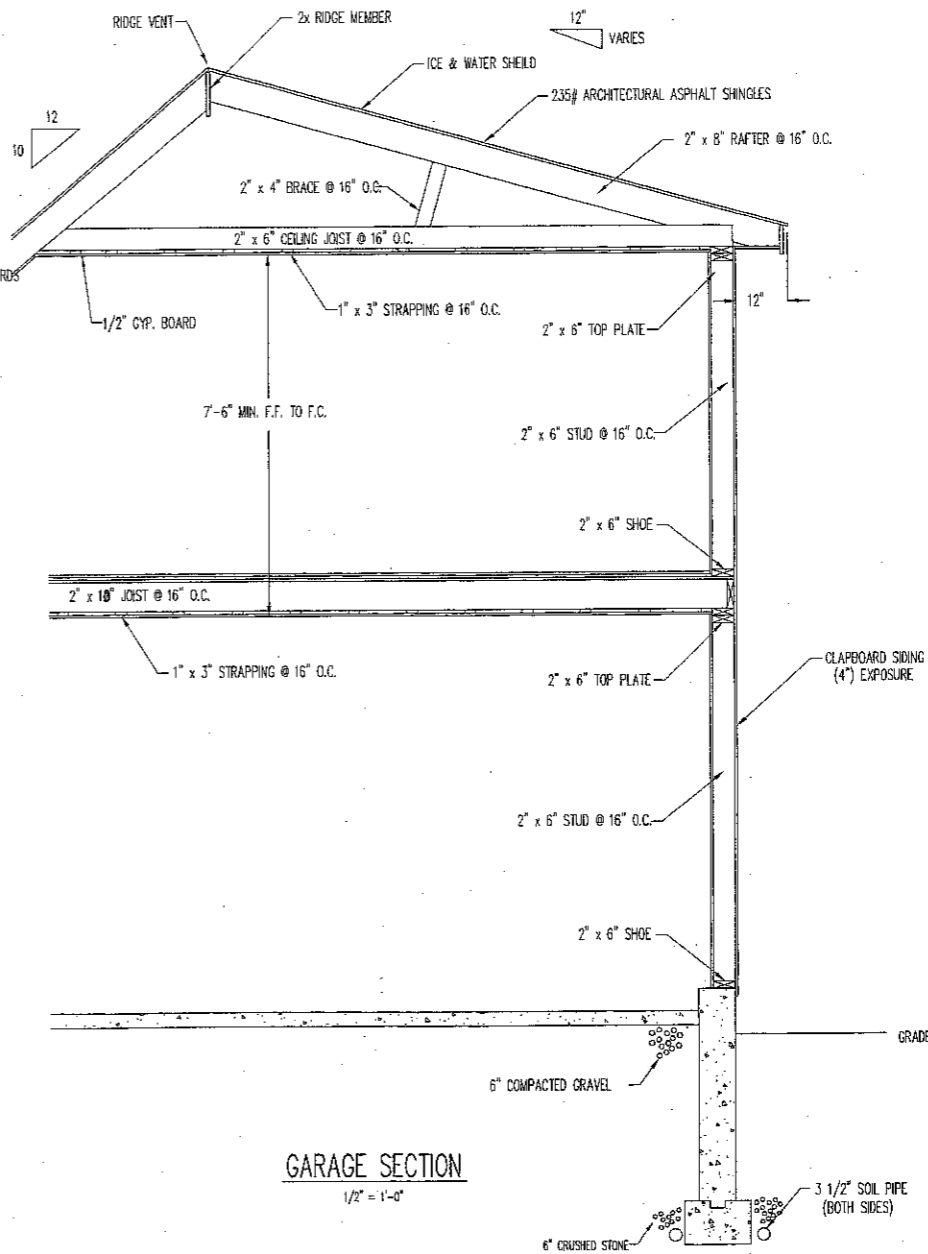 RIDGE VENT
2x RIDGE MEMBER
12"
VARIES
ICE & WATER SHEILD
235# ARCHITECTURAL ASPHALT SHINGLES
12
10
2" x 8" RAFTER @ 16" O.C.
2" x 4" BRACE @ 16" O.C.
2" x 6" CEILING JOIST @ 16" O.C.
RDS
1/2" GYP. BOARD
1" x 3" STRAPPING @ 16" O.C.
12"
2" x 6" TOP PLATE
7'-6" MIN. F.F. TO F.C.
2" x 6" STUD @ 16" O.C.
2" x 6" SHOE
2" x 10" JOIST @ 16" O.C.
1" x 3" STRAPPING @ 16" O.C.
2" x 6" TOP PLATE
CLAPBOARD SIDING
(4") EXPOSURE
2" x 6" STUD @ 16" O.C.
2" x 6" SHOE
GRADE
6" COMPACTED GRAVEL
GARAGE SECTION
1/2" = 1'-0"
3 1/2" SOIL PIPE
(BOTH SIDES)
6" CRUSHED STONE